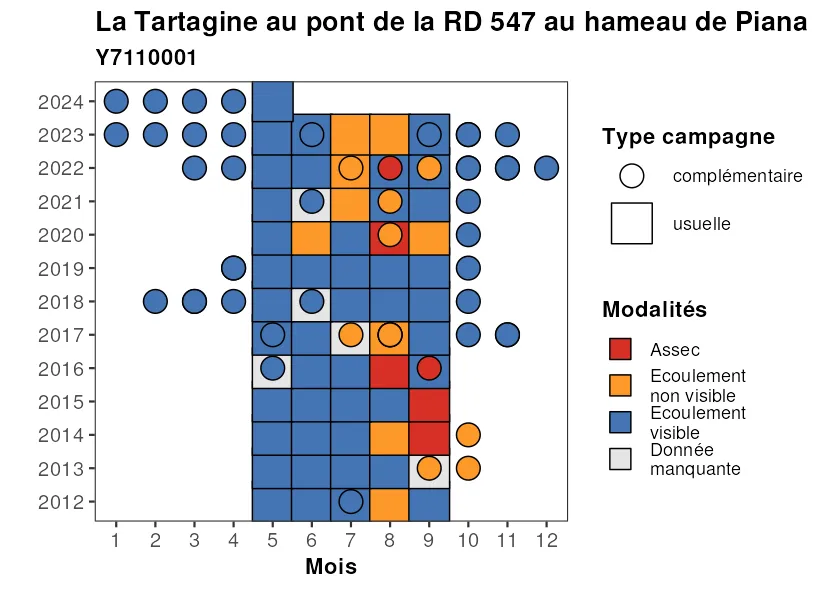 La Tartagine au pont de la RD 547 au hameau de Piana
Y7110001
2024
2023
2022
2021
2020
2019
2018
2017
2016
2015
2014
2013
2012
1 2 3 4 5 6 7 8 9 10 11 12
Mois
Type campagne
complémentaire
usuelle
Modalités
Assec
Ecoulement
non visible
Ecoulement
visible
Donnée
manquante